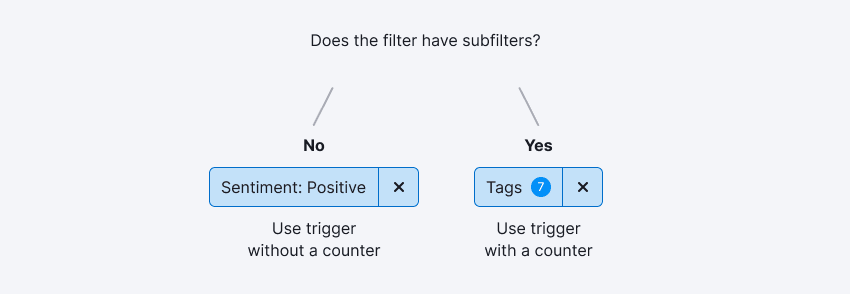 Does the filter have subfilters?
No
Yes
Sentiment: Positive
Tags 7
Use trigger
without a counter
Use trigger
with a counter